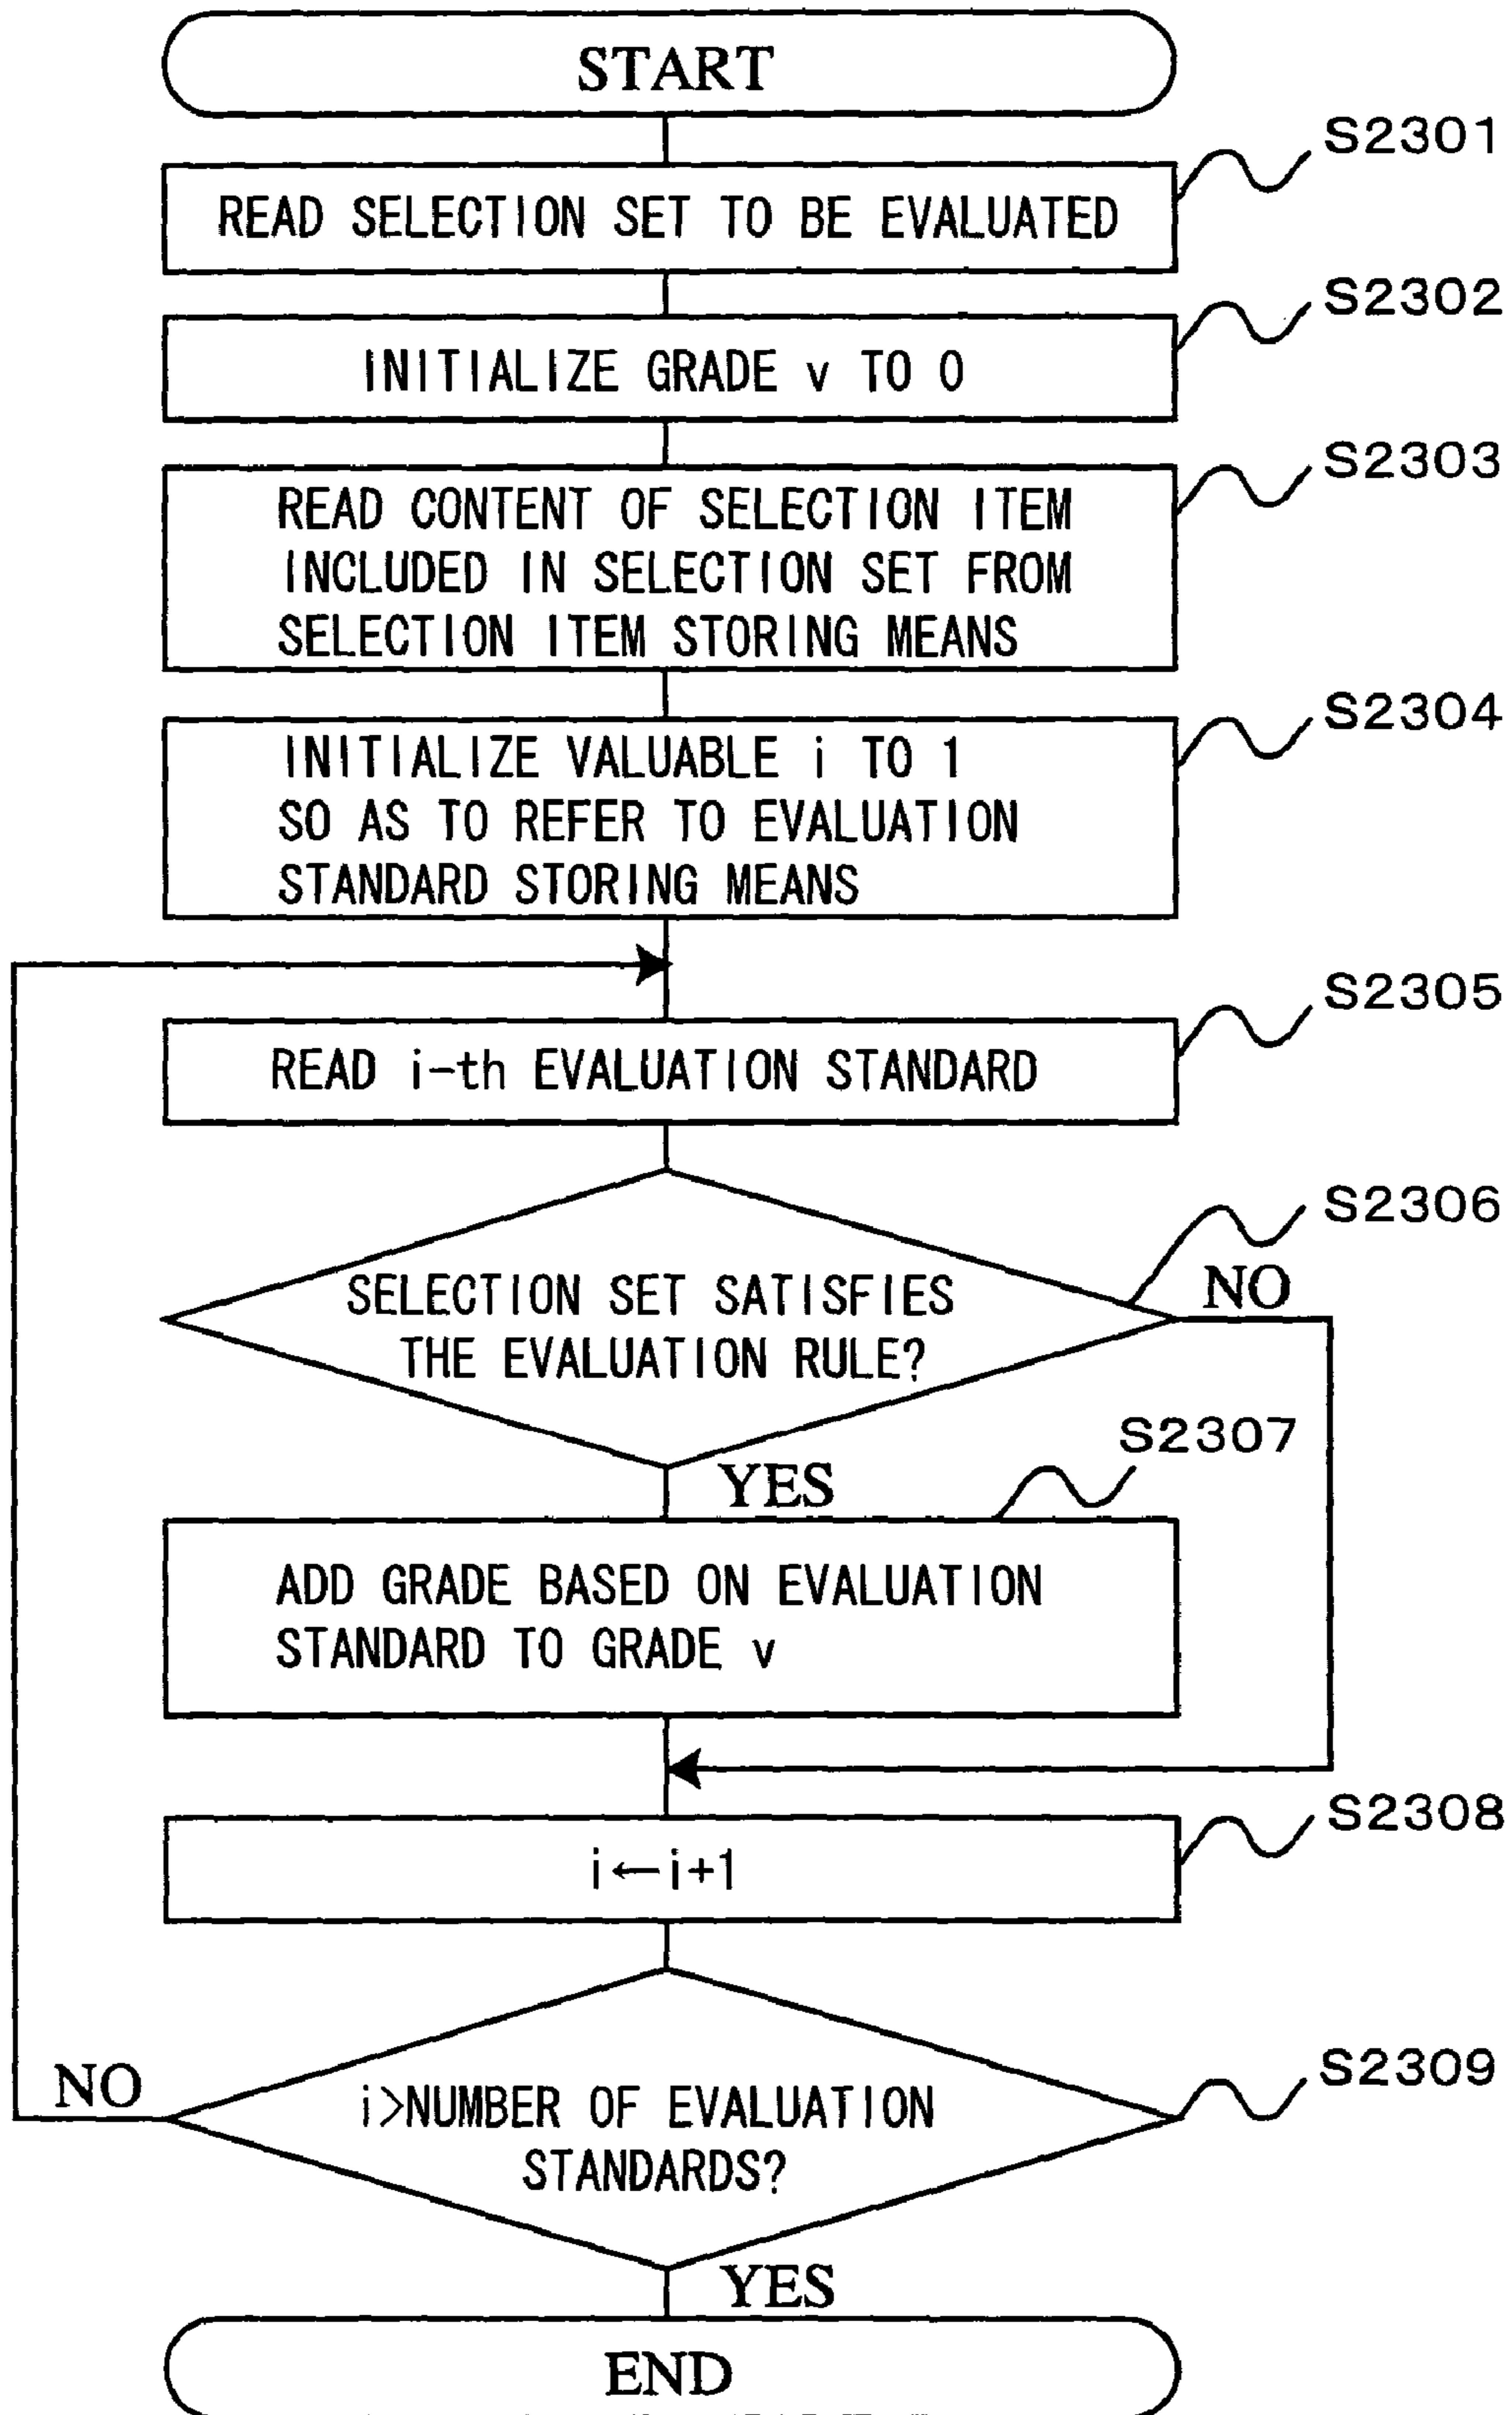 START
S2301
READ SELECTION SET TO BE EVALUATED
S2302
INITIALIZE GRADE v TO 0
S2303
READ CONTENT OF SELECTION ITEM
INCLUDED IN SELECTION SET FROM
SELECTION ITEM STORING MEANS
S2304
INITIALIZE VALUABLE i TO 1
SO AS TO REFER TO EVALUATION
STANDARD STORING MEANS
S2305
READ i-th EVALUATION STANDARD
S2306
NO
SELECTION SET SATISFIES
THE EVALUATION RULE?
S2307
YES
ADD GRADE BASED ON EVALUATION
STANDARD TO GRADE v
S2308
i←i+1
S2309
NO
i>NUMBER OF EVALUATION
STANDARDS?
YES
END